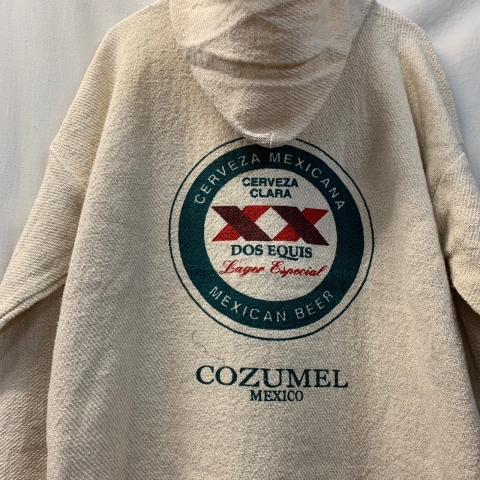 CERVEZA MEXICANA
CERVEZA
CLARA
XX
DOS EQUIS
Lager Especial
MEXICAN BEER
COZUMEL
MEXICO